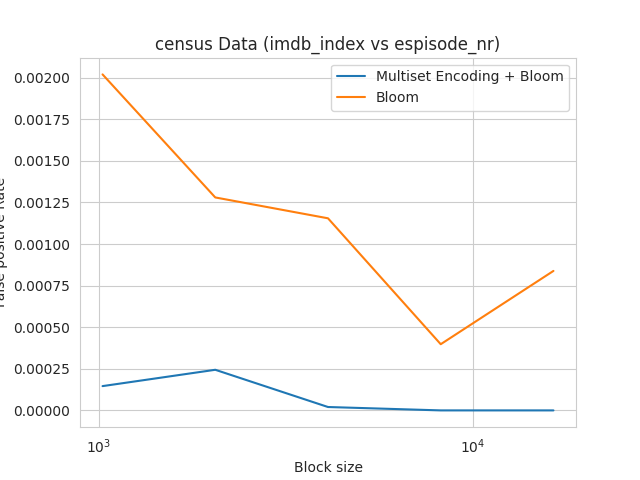 census Data (imdb_index vs espisode_nr)
Multiset Encoding + Bloom
Bloom
0.00200
0.00175
0.00150
0.00125
0.00100
0.00075
0.00050
0.00025
0.00000
positive
10³
10⁴
Block size